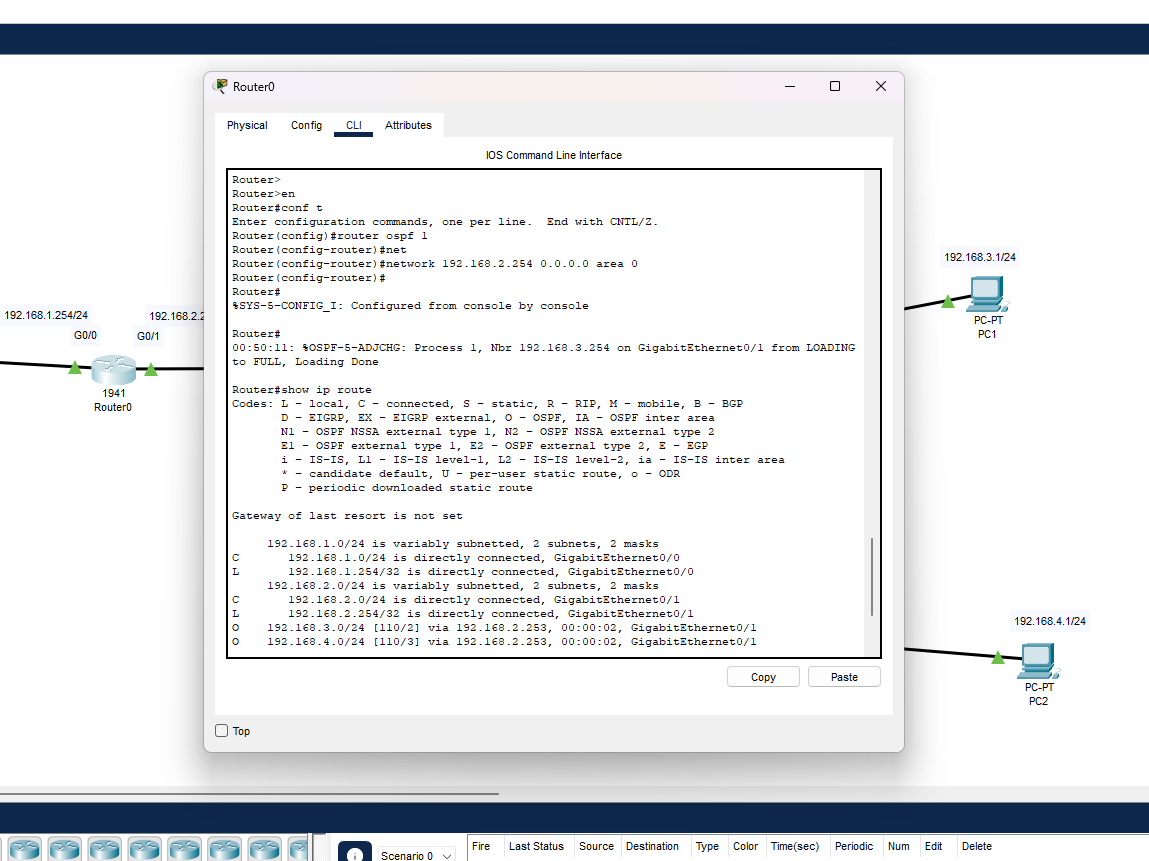 Router0
Physical Config CLI Attributes
IOS Command Line Interface
Router>
Router>en
Router#conf t
Enter configuration commands, one per line.  End with CNTL/Z.
Router(config)#router ospf 1
Router(config-router)#net
Router(config-router)#network 192.168.2.254 0.0.0.0 area 0
Router(config-router)#
Router#
%SYS-5-CONFIG_I: Configured from console by console
Router#
00:50:11: %OSPF-5-ADJCHG: Process 1, Nbr 192.168.3.254 on GigabitEthernet0/1 from LOADING
to FULL, Loading Done
Router#show ip route
Codes: L - local, C - connected, S - static, R - RIP, M - mobile, B - BGP
       D - EIGRP, EX - EIGRP external, O - OSPF, IA - OSPF inter area
       N1 - OSPF NSSA external type 1, N2 - OSPF NSSA external type 2
       E1 - OSPF external type 1, E2 - OSPF external type 2, E - EGP
       i - IS-IS, L1 - IS-IS level-1, L2 - IS-IS level-2, ia - IS-IS inter area
       * - candidate default, U - per-user static route, o - ODR
       P - periodic downloaded static route
Gateway of last resort is not set
     192.168.1.0/24 is variably subnetted, 2 subnets, 2 masks
C       192.168.1.0/24 is directly connected, GigabitEthernet0/0
L       192.168.1.254/32 is directly connected, GigabitEthernet0/0
     192.168.2.0/24 is variably subnetted, 2 subnets, 2 masks
C       192.168.2.0/24 is directly connected, GigabitEthernet0/1
L       192.168.2.254/32 is directly connected, GigabitEthernet0/1
O    192.168.3.0/24 [110/2] via 192.168.2.253, 00:00:02, GigabitEthernet0/1
O    192.168.4.0/24 [110/3] via 192.168.2.253, 00:00:02, GigabitEthernet0/1
Copy Paste
Top
192.168.1.254/24
192.168.2.2
G0/0
G0/1
1941
Router0
192.168.3.1/24
PC-PT
PC1
192.168.4.1/24
PC-PT
PC2
Scenario 0
Fire Last Status Source Destination Type Color Time(sec) Periodic Num Edit Delete